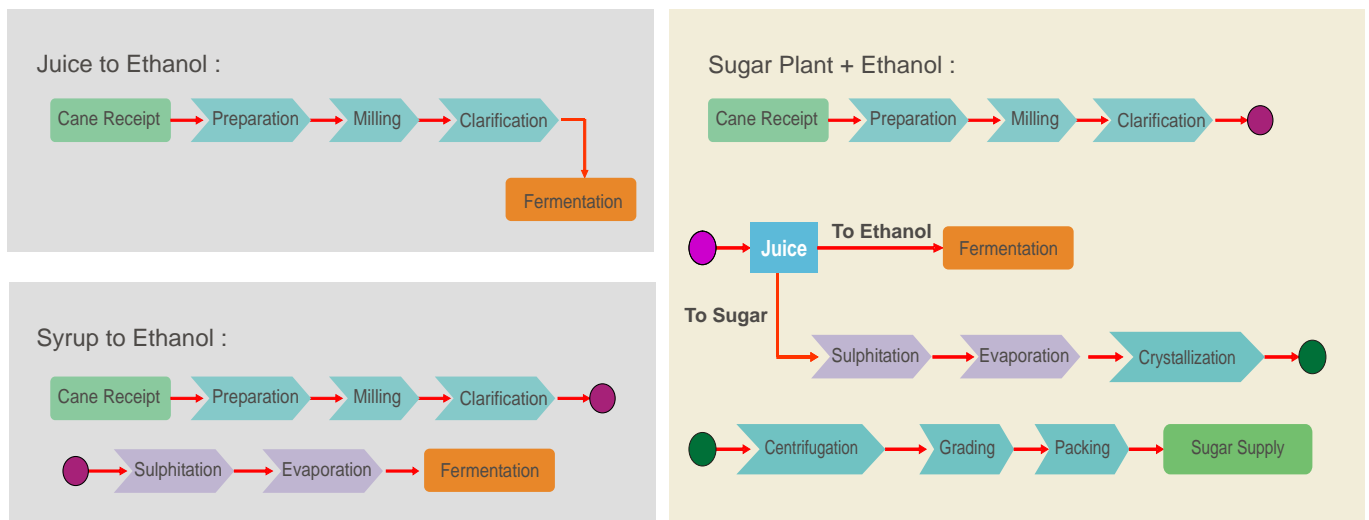 Juice to Ethanol :
Cane Receipt
Preparation
Milling
Clarification
Fermentation
Syrup to Ethanol :
Cane Receipt
Preparation
Milling
Clarification
Sulphitation
Evaporation
Fermentation
Sugar Plant + Ethanol :
Cane Receipt
Preparation
Milling
Clarification
Juice
To Ethanol
Fermentation
To Sugar
Sulphitation
Evaporation
Crystallization
Centrifugation
Grading
Packing
Sugar Supply